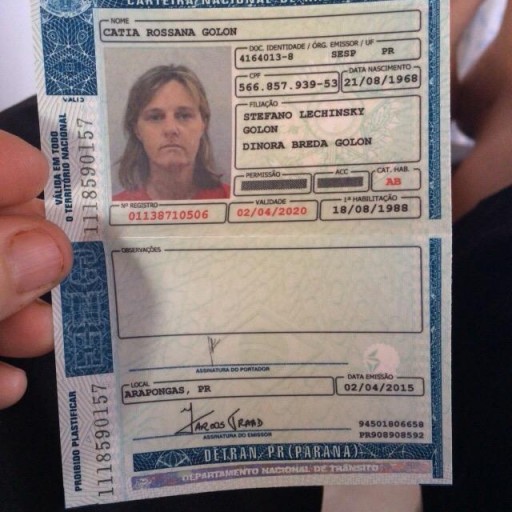 CARTEIRA NACIONAL DE
NOME
CATIA ROSSANA GOLON
DOC. IDENTIDADE / ÓRG. EMISSOR / UF
4164013-8 SESP PR
CPF
566.857.939-53
DATA NASCIMENTO
21/08/1968
FILIAÇÃO
STEFANO LECHINSKY
GOLON
DINORA BREDA GOLON
PERMISSÃO
ACC
CAT. HAB.
AB
Nº REGISTRO
01138710506
VALIDADE
02/04/2020
1ª HABILITAÇÃO
18/08/1988
VÁLIDA EM TODO
O TERRITÓRIO NACIONAL
1118590157
OBSERVAÇÕES
ASSINATURA DO PORTADOR
LOCAL
ARAPONGAS, PR
DATA EMISSÃO
02/04/2015
ASSINATURA DO EMISSOR
94501806658
PR908908592
PROIBIDO PLASTIFICAR
1118590157
DETRAN, PR (PARANÁ)
DEPARTAMENTO NACIONAL DE TRÂNSITO